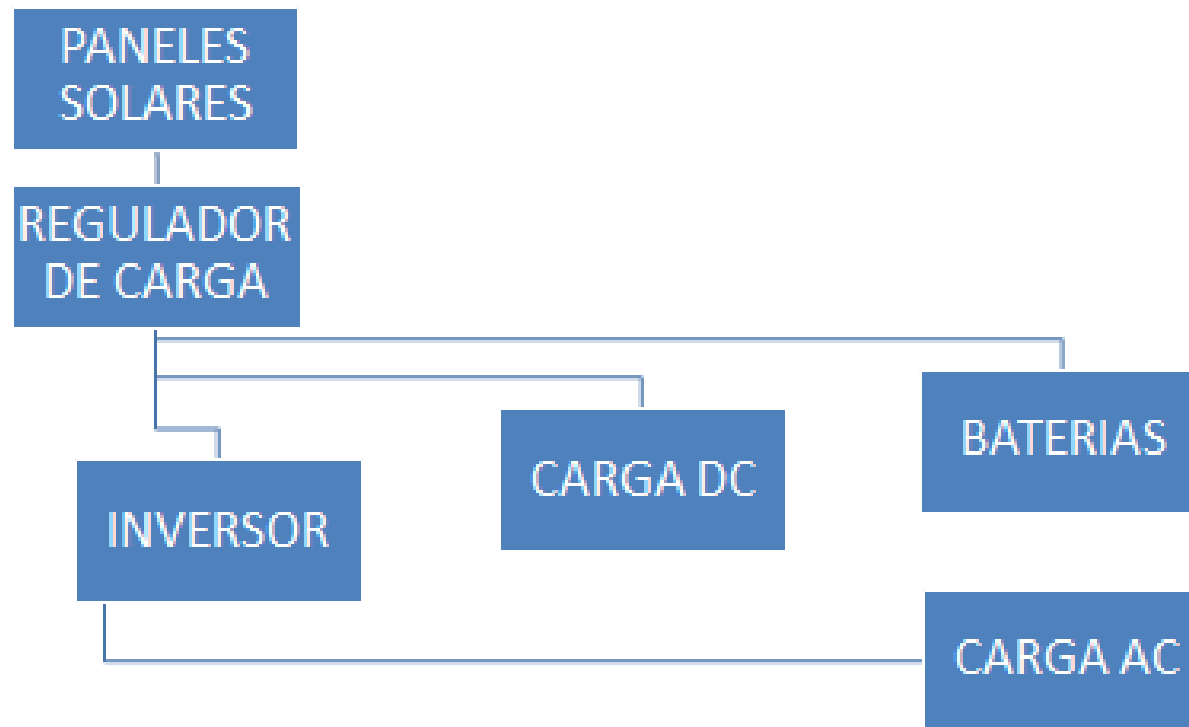 PANELES
SOLARES
REGULADOR
DE CARGA
INVERSOR
CARGA DC
BATERIAS
CARGA AC